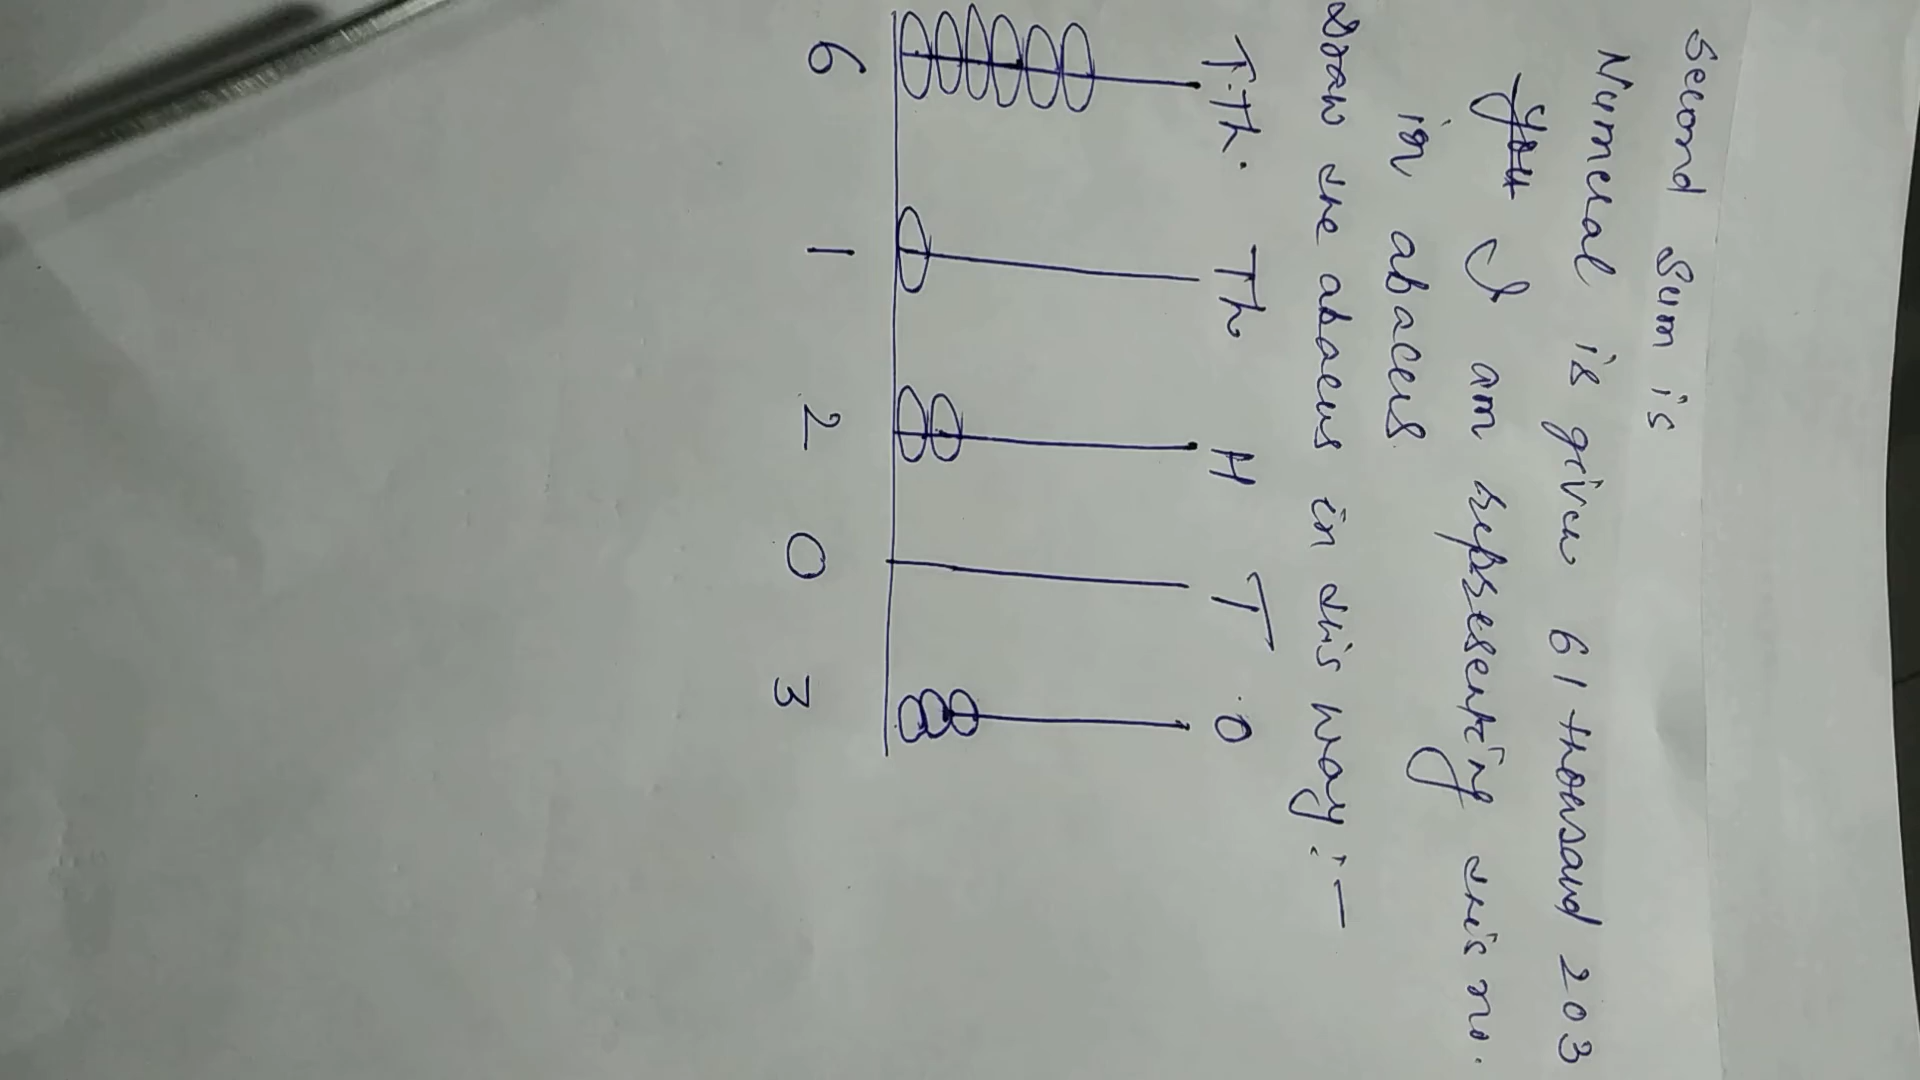 Second Sum is
Numeral is given 61 thousand 203
you I am representing this no.
in abacus
Draw the abacus in this way :-
T.Th. Th H T O
6 1 2 0 3